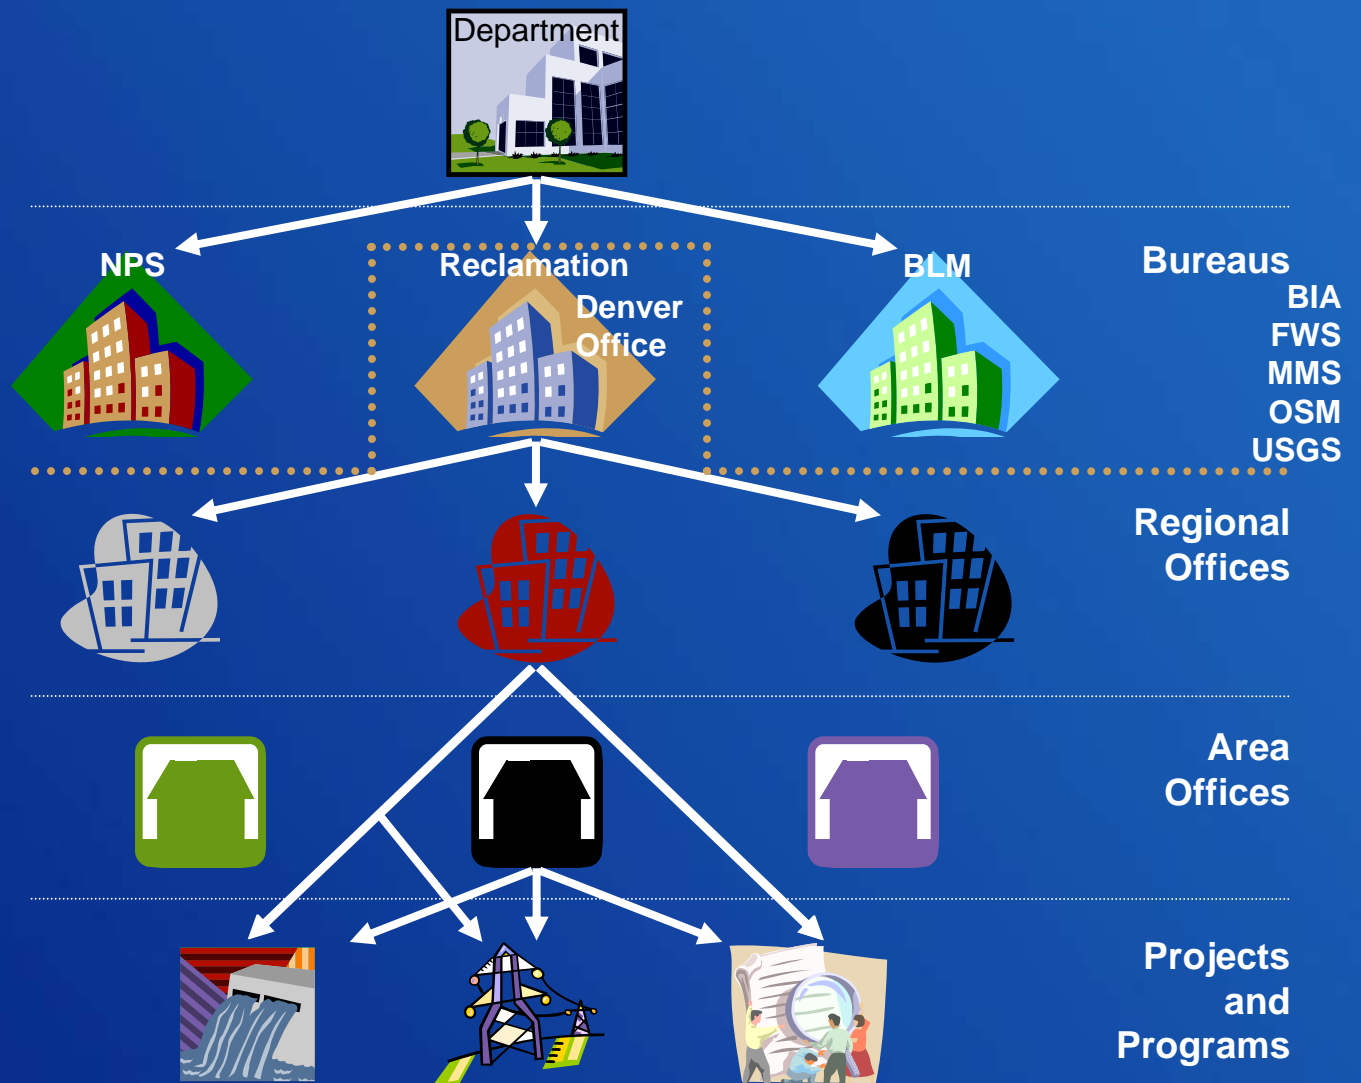 Department
NPS
Reclamation
Denver
Office
BLM
Bureaus
BIA
FWS
MMS
OSM
USGS
Regional
Offices
Area
Offices
Projects
and
Programs